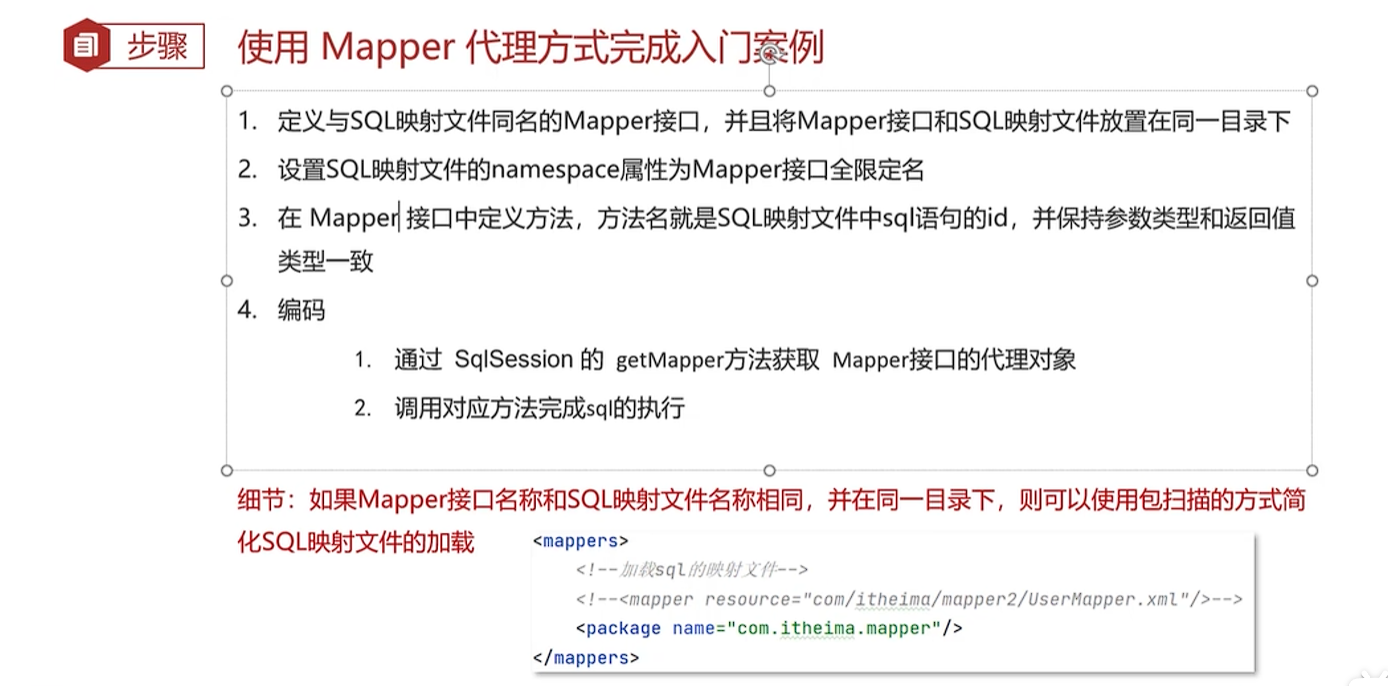 步骤
使用 Mapper 代理方式完成入门案例
1. 定义与SQL映射文件同名的Mapper接口，并且将Mapper接口和SQL映射文件放置在同一目录下
2. 设置SQL映射文件的namespace属性为Mapper接口全限定名
3. 在 Mapper 接口中定义方法，方法名就是SQL映射文件中sql语句的id，并保持参数类型和返回值
类型一致
4. 编码
1. 通过 SqlSession 的 getMapper方法获取 Mapper接口的代理对象
2. 调用对应方法完成sql的执行
细节：如果Mapper接口名称和SQL映射文件名称相同，并在同一目录下，则可以使用包扫描的方式简
化SQL映射文件的加载
<mappers>
<!--加载sql的映射文件-->
<!--<mapper resource="com/itheima/mapper2/UserMapper.xml"/>-->
<package name="com.itheima.mapper"/>
</mappers>